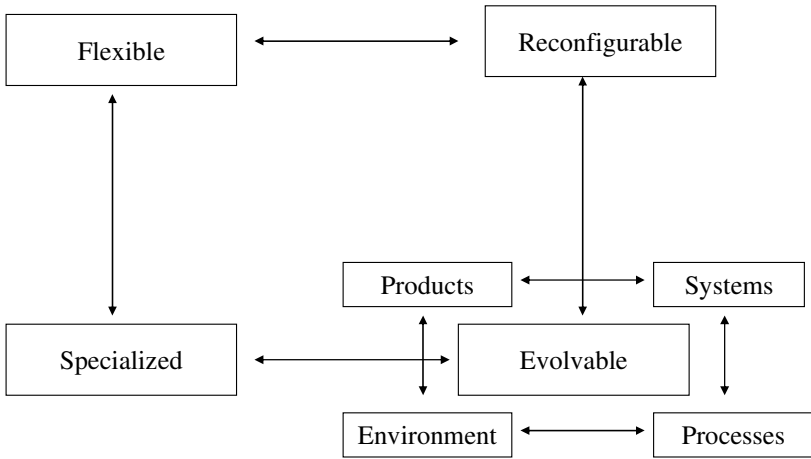 Flexible
Reconfigurable
Products
Systems
Specialized
Evolvable
Environment
Processes